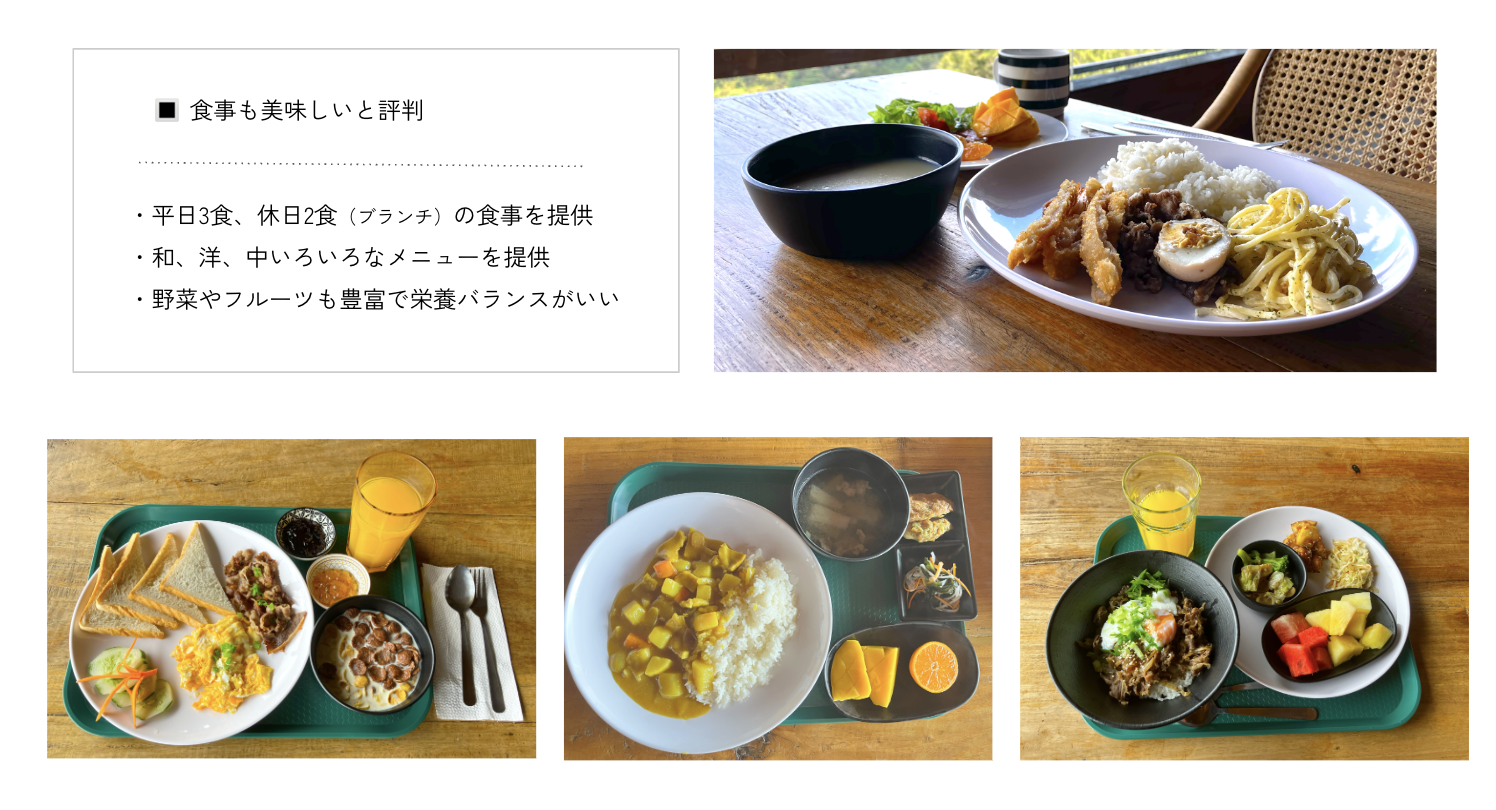 ■ 食事も美味しいと評判
・平日3食、休日2食（ブランチ）の食事を提供
・和、洋、中いろいろなメニューを提供
・野菜やフルーツも豊富で栄養バランスがいい